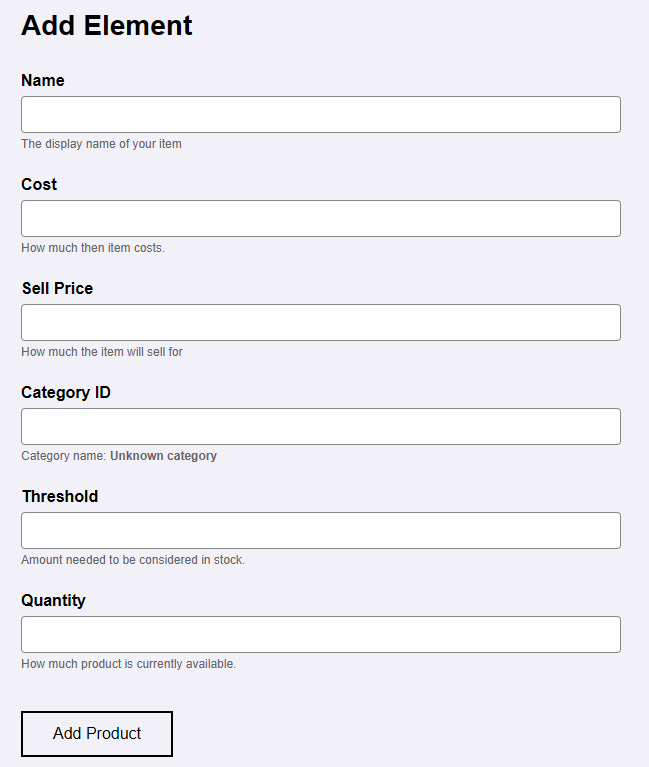 Add Element
Name
The display name of your item
Cost
How much then item costs.
Sell Price
How much the item will sell for
Category ID
Category name: Unknown category
Threshold
Amount needed to be considered in stock.
Quantity
How much product is currently available.
Add Product